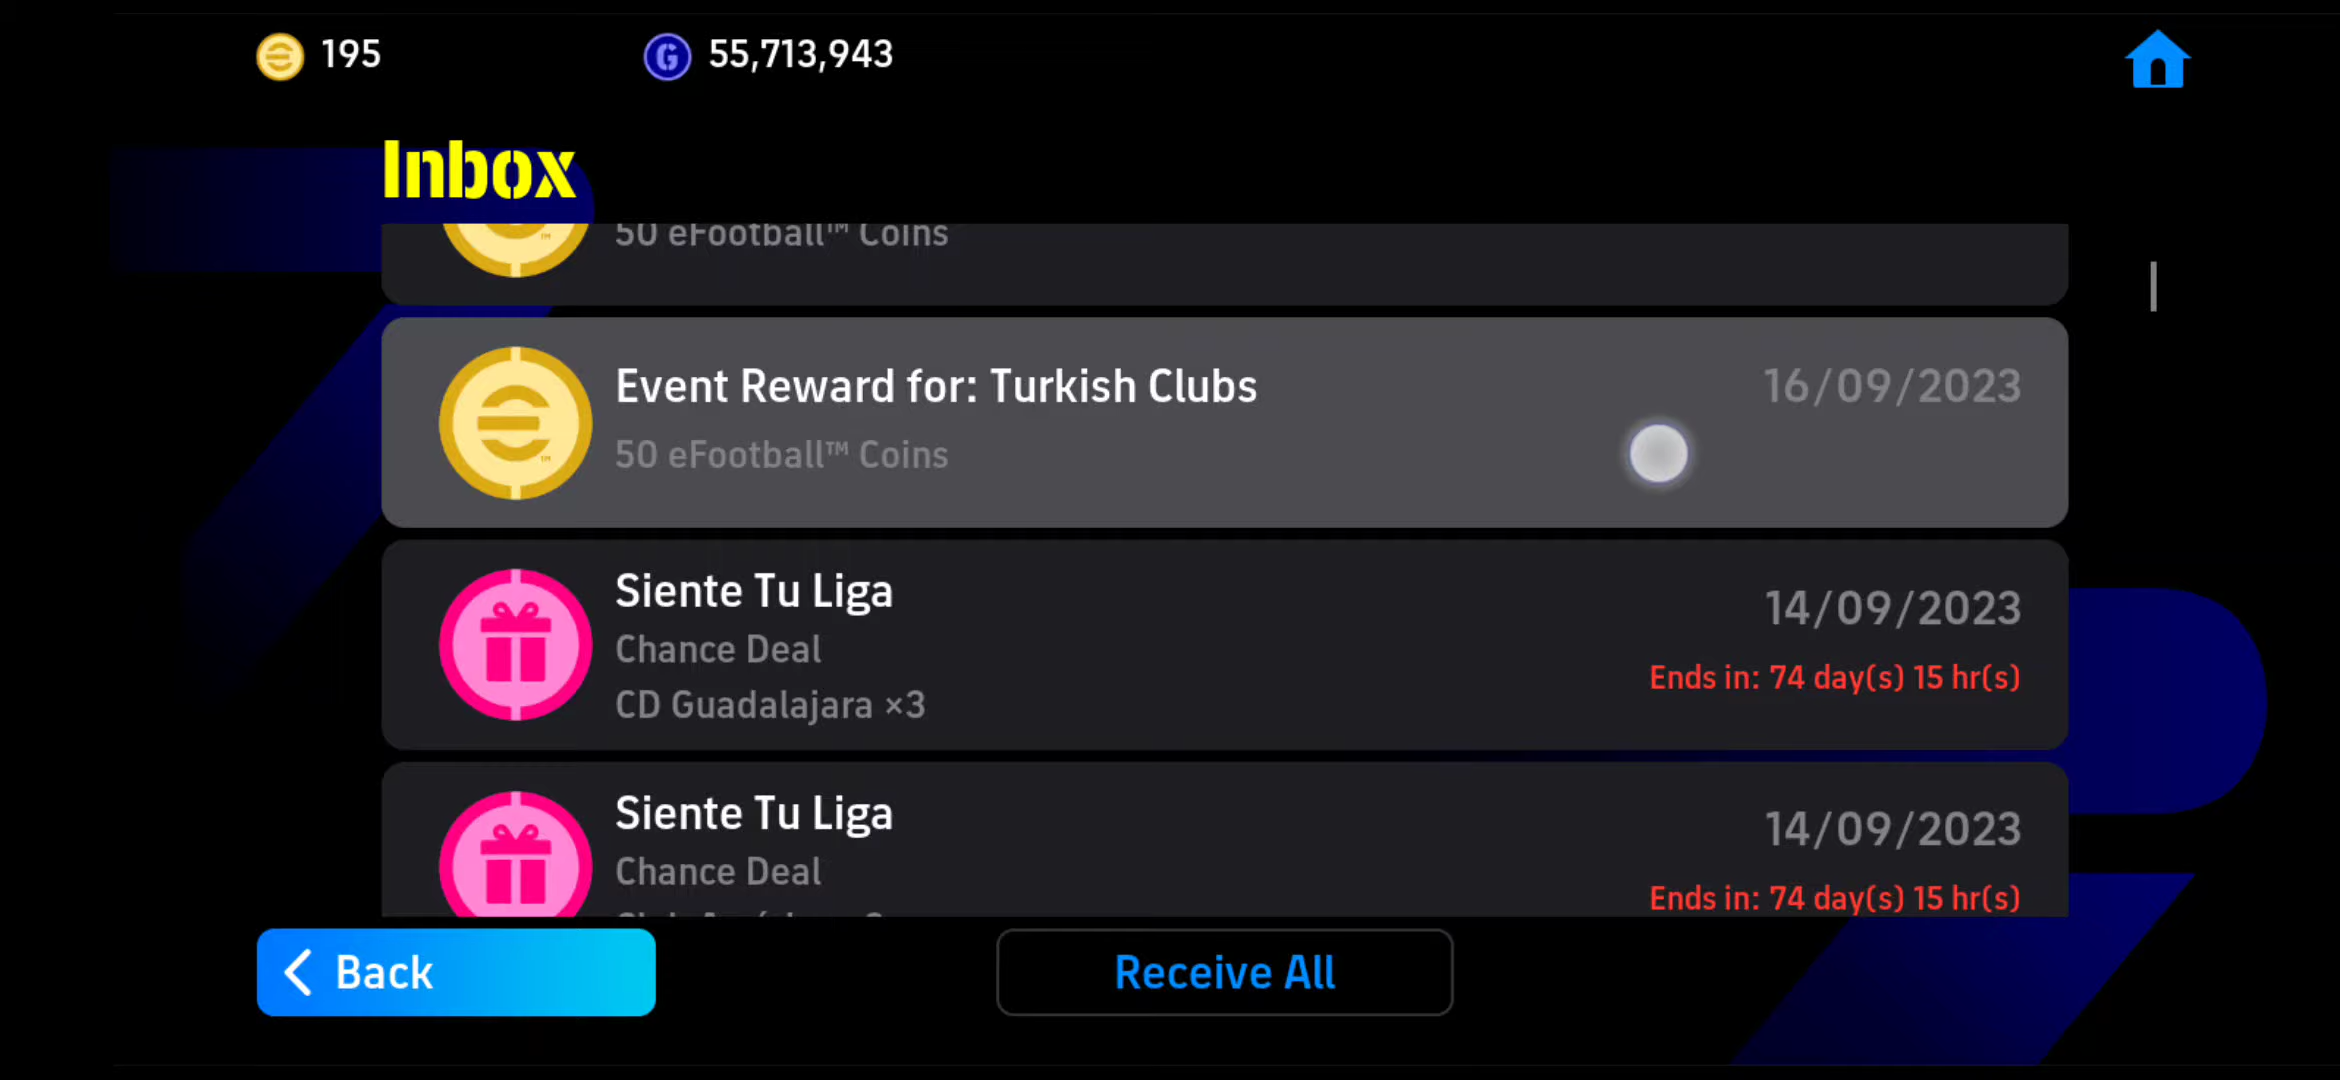 195
55,713,943
Inbox
50 eFootball™ Coins
Event Reward for: Turkish Clubs
16/09/2023
50 eFootball™ Coins
Siente Tu Liga
14/09/2023
Chance Deal
Ends in: 74 day(s) 15 hr(s)
CD Guadalajara ×3
Siente Tu Liga
14/09/2023
Chance Deal
Ends in: 74 day(s) 15 hr(s)
Back
Receive All